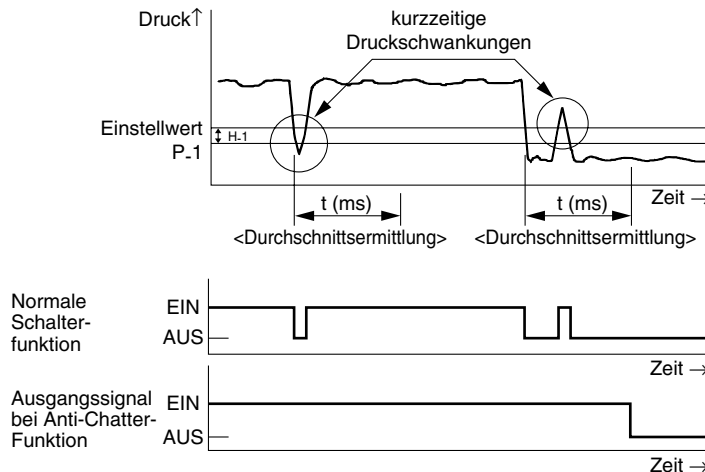 Druck↑
kurzzeitige
Druckschwankungen
Einstellwert
P-1
H-1
t (ms)
t (ms)
Zeit →
<Durchschnittsermittlung>
<Durchschnittsermittlung>
Normale
Schalter-
funktion
EIN
AUS
Zeit →
Ausgangssignal
bei Anti-Chatter-
Funktion
EIN
AUS
Zeit →